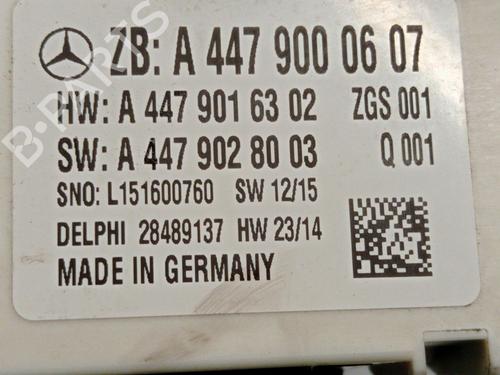 ZB: A 447 900 06 07
HW: A 447 901 63 02 ZGS 001
SW: A 447 902 80 03 Q 001
SNO: L151600760 SW 12/15
DELPHI 28489137 HW 23/14
MADE IN GERMANY
B-PARTS